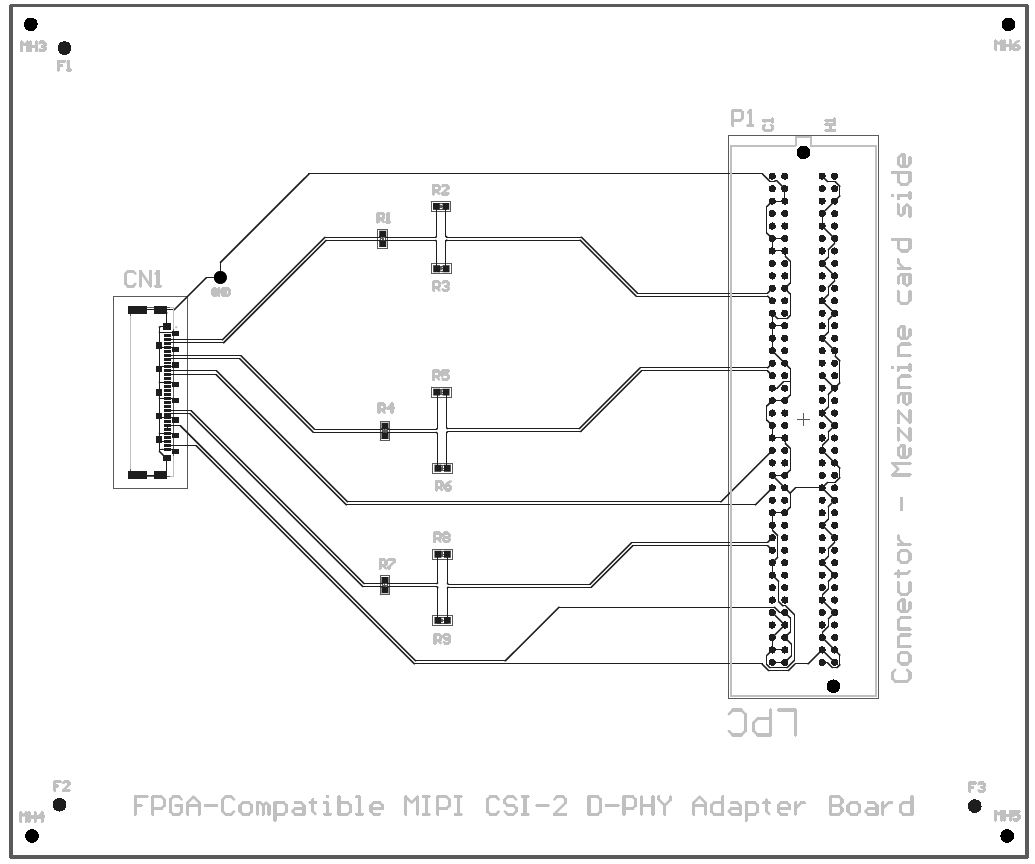 MH3
MH6
F1
P1
G1
H1
R2
R1
R3
CN1
GND
R5
R4
R6
R8
R7
R9
Connector - Mezzanine card side
LPC
F2
F3
FPGA-Compatible MIPI CSI-2 D-PHY Adapter Board
MH4
MH5